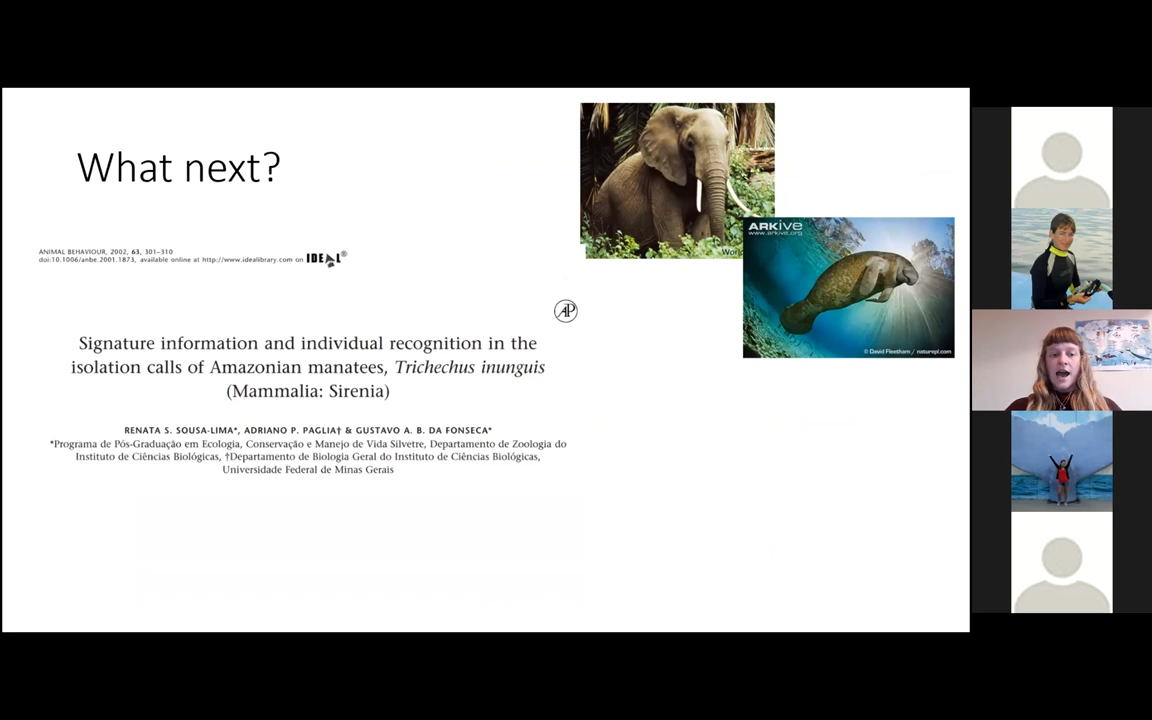 What next?
ANIMAL BEHAVIOUR, 2002, 63, 301–310
doi:10.1006/anbe.2001.1873, available online at http://www.idealibrary.com on IDEAL®
AP
Signature information and individual recognition in the
isolation calls of Amazonian manatees, Trichechus inunguis
(Mammalia: Sirenia)
RENATA S. SOUSA-LIMA*, ADRIANO P. PAGLIA† & GUSTAVO A. B. DA FONSECA*
*Programa de Pós-Graduação em Ecologia, Conservação e Manejo de Vida Silvetre, Departamento de Zoologia do
Instituto de Ciências Biológicas, †Departamento de Biologia Geral do Instituto de Ciências Biológicas,
Universidade Federal de Minas Gerais
ARKive
www.arkive.org
© David Fleetham / naturepl.com